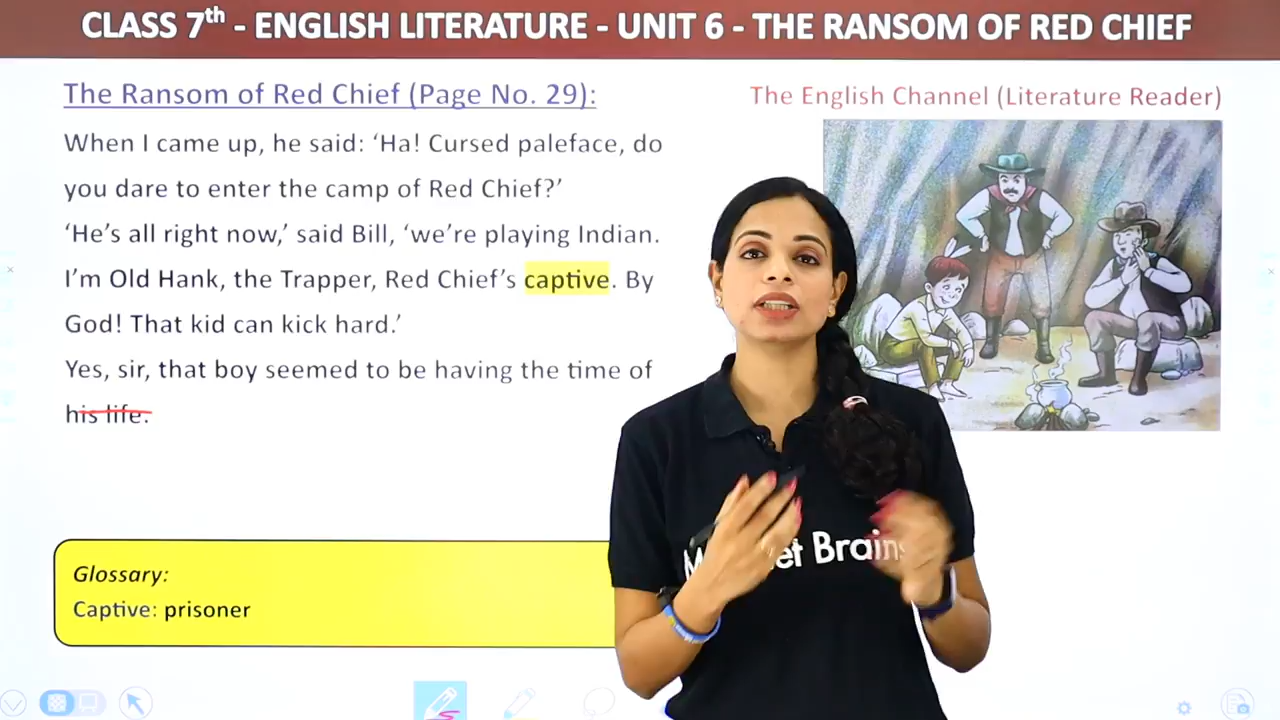 CLASS 7th - ENGLISH LITERATURE - UNIT 6 - THE RANSOM OF RED CHIEF
The Ransom of Red Chief (Page No. 29):
The English Channel (Literature Reader)
When I came up, he said: ‘Ha! Cursed paleface, do
you dare to enter the camp of Red Chief?’
‘He’s all right now,’ said Bill, ‘we’re playing Indian.
I’m Old Hank, the Trapper, Red Chief’s captive. By
God! That kid can kick hard.’
Yes, sir, that boy seemed to be having the time of
his life.
Glossary:
Captive: prisoner
Brains